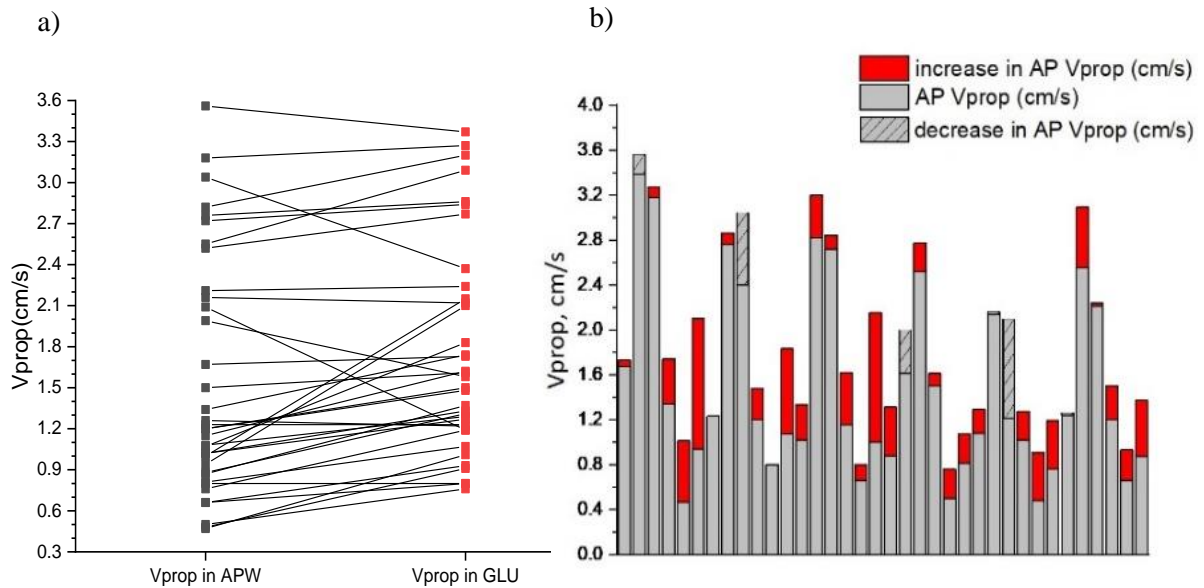 a)
Vprop(cm/s)
3.6
3.3
3.0
2.7
2.4
2.1
1.8
1.5
1.2
0.9
0.6
0.3
Vprop in APW
Vprop in GLU
b)
increase in AP Vprop (cm/s)
AP Vprop (cm/s)
decrease in AP Vprop (cm/s)
Vprop, cm/s
4.0
3.6
3.2
2.8
2.4
2.0
1.6
1.2
0.8
0.4
0.0